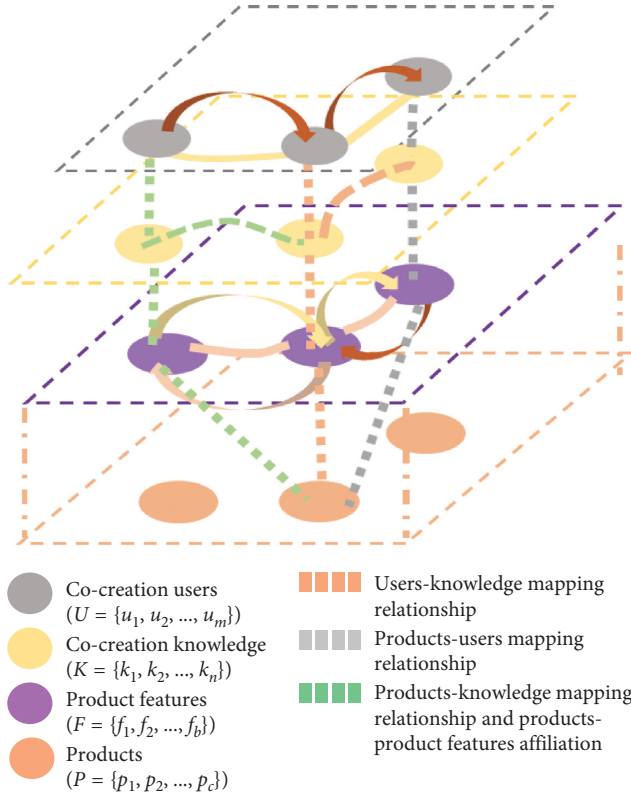 Co-creation users
(U = {u1, u2, ..., um})
Co-creation knowledge
(K = {k1, k2, ..., kn})
Product features
(F = {f1, f2, ..., fb})
Products
(P = {p1, p2, ..., pc})
Users-knowledge mapping
relationship
Products-users mapping
relationship
Products-knowledge mapping
relationship and products-
product features affiliation